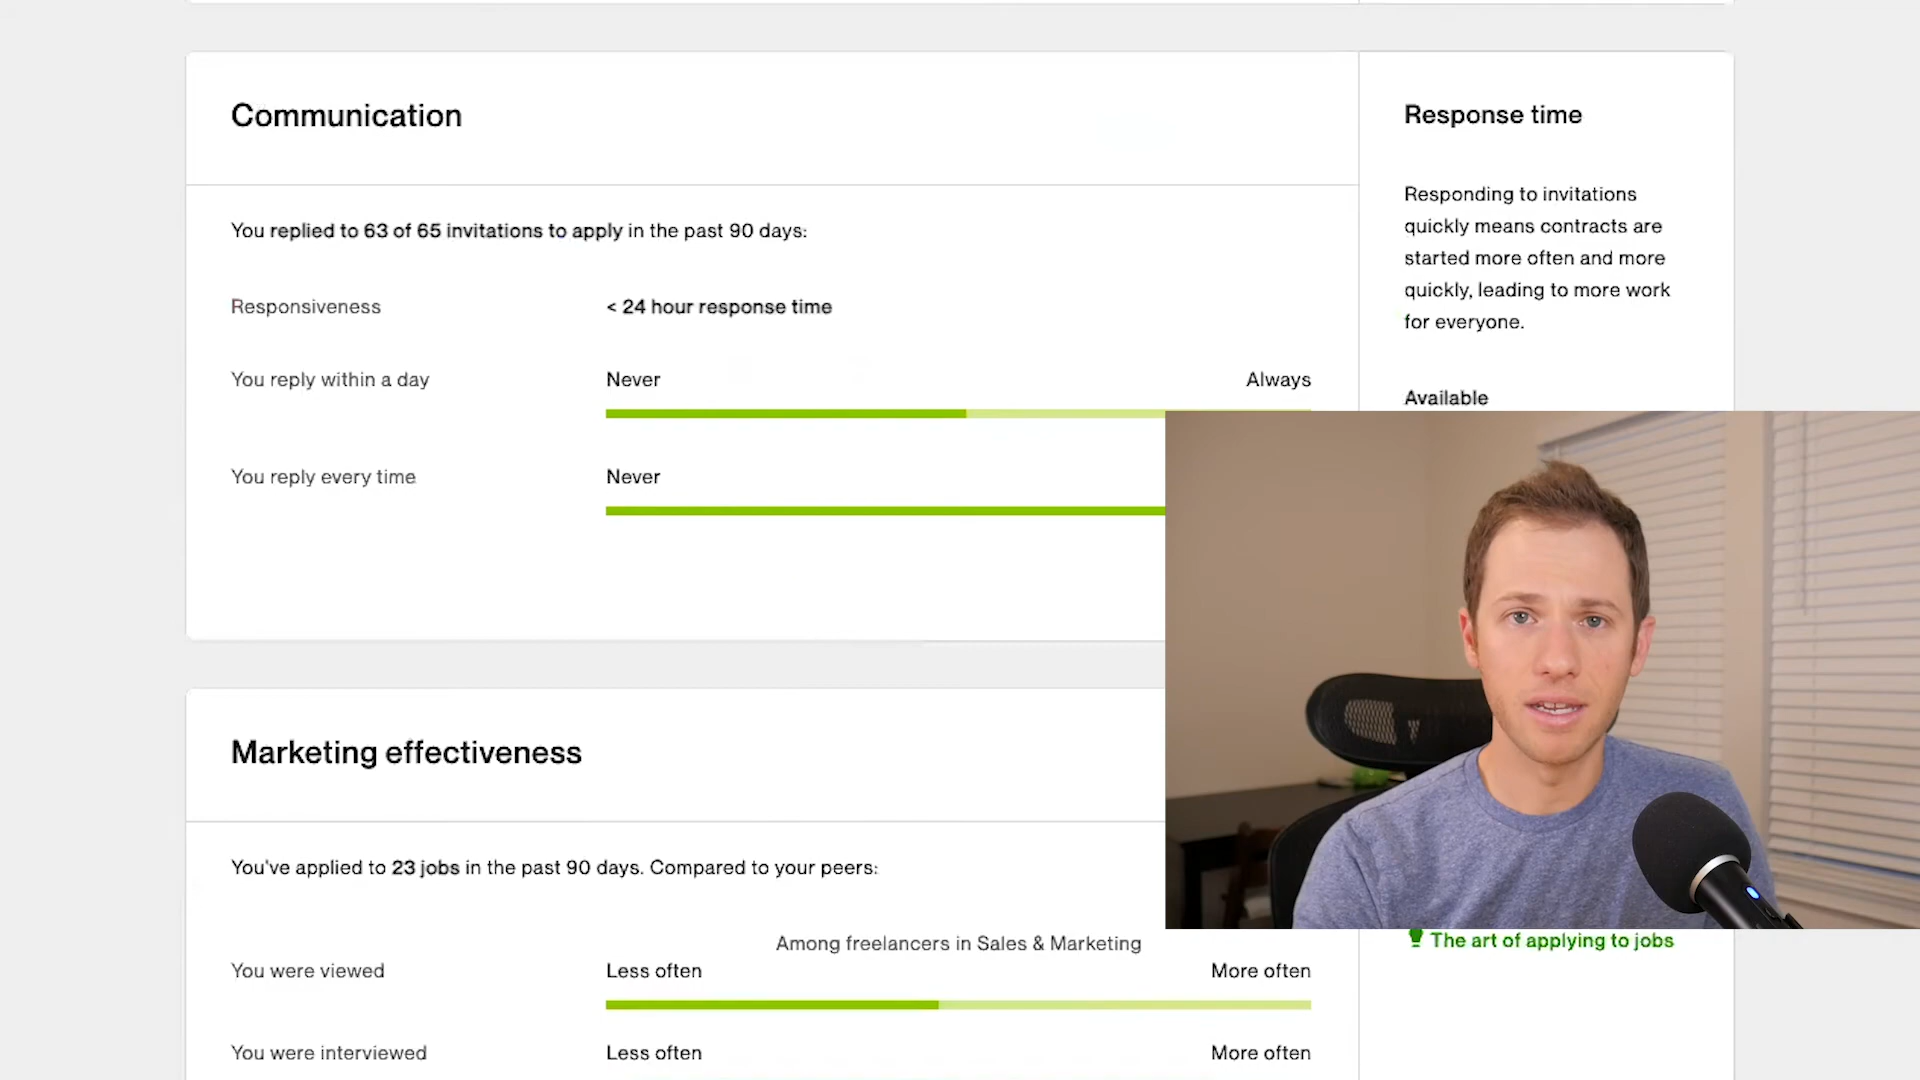 Communication
You replied to 63 of 65 invitations to apply in the past 90 days:
Responsiveness
< 24 hour response time
You reply within a day
Never
Always
You reply every time
Never
Response time
Responding to invitations
quickly means contracts are
started more often and more
quickly, leading to more work
for everyone.
Available
Marketing effectiveness
You've applied to 23 jobs in the past 90 days. Compared to your peers:
Among freelancers in Sales & Marketing
You were viewed
Less often
More often
You were interviewed
Less often
More often
The art of applying to jobs